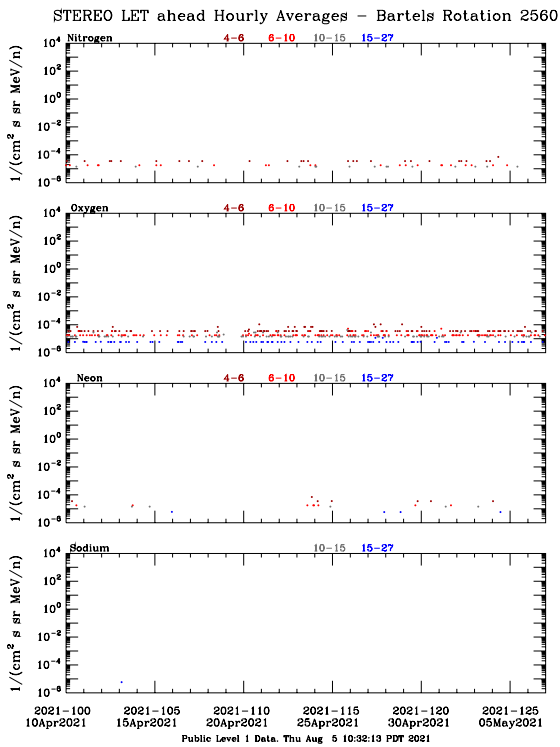 STEREO LET ahead Hourly Averages - Bartels Rotation 2560
Nitrogen 4-6 6-10 10-15 15-27
10^4
10^2
10^0
10^-2
10^-4
10^-6
1/(cm^2 s sr MeV/n)
Oxygen 4-6 6-10 10-15 15-27
10^4
10^2
10^0
10^-2
10^-4
10^-6
1/(cm^2 s sr MeV/n)
Neon 4-6 6-10 10-15 15-27
10^4
10^2
10^0
10^-2
10^-4
10^-6
1/(cm^2 s sr MeV/n)
Sodium 10-15 15-27
10^4
10^2
10^0
10^-2
10^-4
10^-6
1/(cm^2 s sr MeV/n)
2021-100 2021-105 2021-110 2021-115 2021-120 2021-125
10Apr2021 15Apr2021 20Apr2021 25Apr2021 30Apr2021 05May2021
Public Level 1 Data. Thu Aug 5 10:32:13 PDT 2021